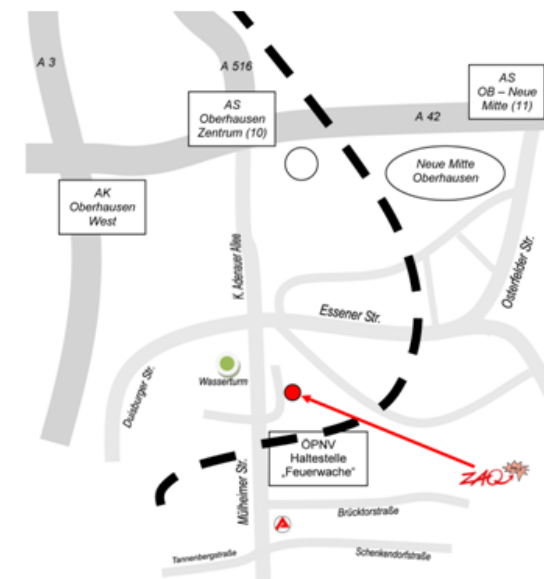 A 3
A 516
AS
Oberhausen
Zentrum (10)
A 42
AS
OB – Neue
Mitte (11)
Neue Mitte
Oberhausen
AK
Oberhausen
West
K. Adenauer Allee
Osterfelder Str.
Essener Str.
Duisburger Str.
Wasserturm
ÖPNV
Haltestelle
„Feuerwache“
ZAQ
Mülheimer Str.
Brücktorstraße
Tannenbergstraße
Schenkendorfstraße